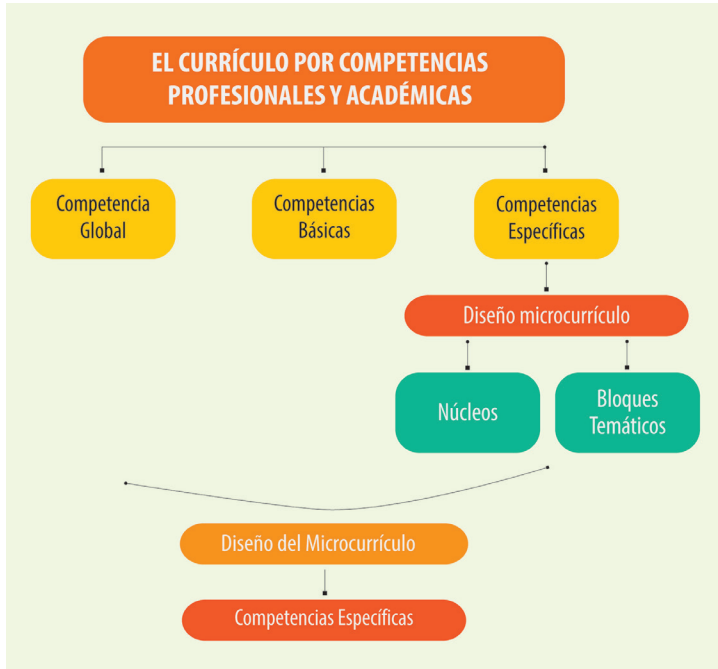 EL CURRÍCULO POR COMPETENCIAS
PROFESIONALES Y ACADÉMICAS
Competencia
Global
Competencias
Básicas
Competencias
Específicas
Diseño microcurrículo
Núcleos
Bloques
Temáticos
Diseño del Microcurrículo
Competencias Específicas